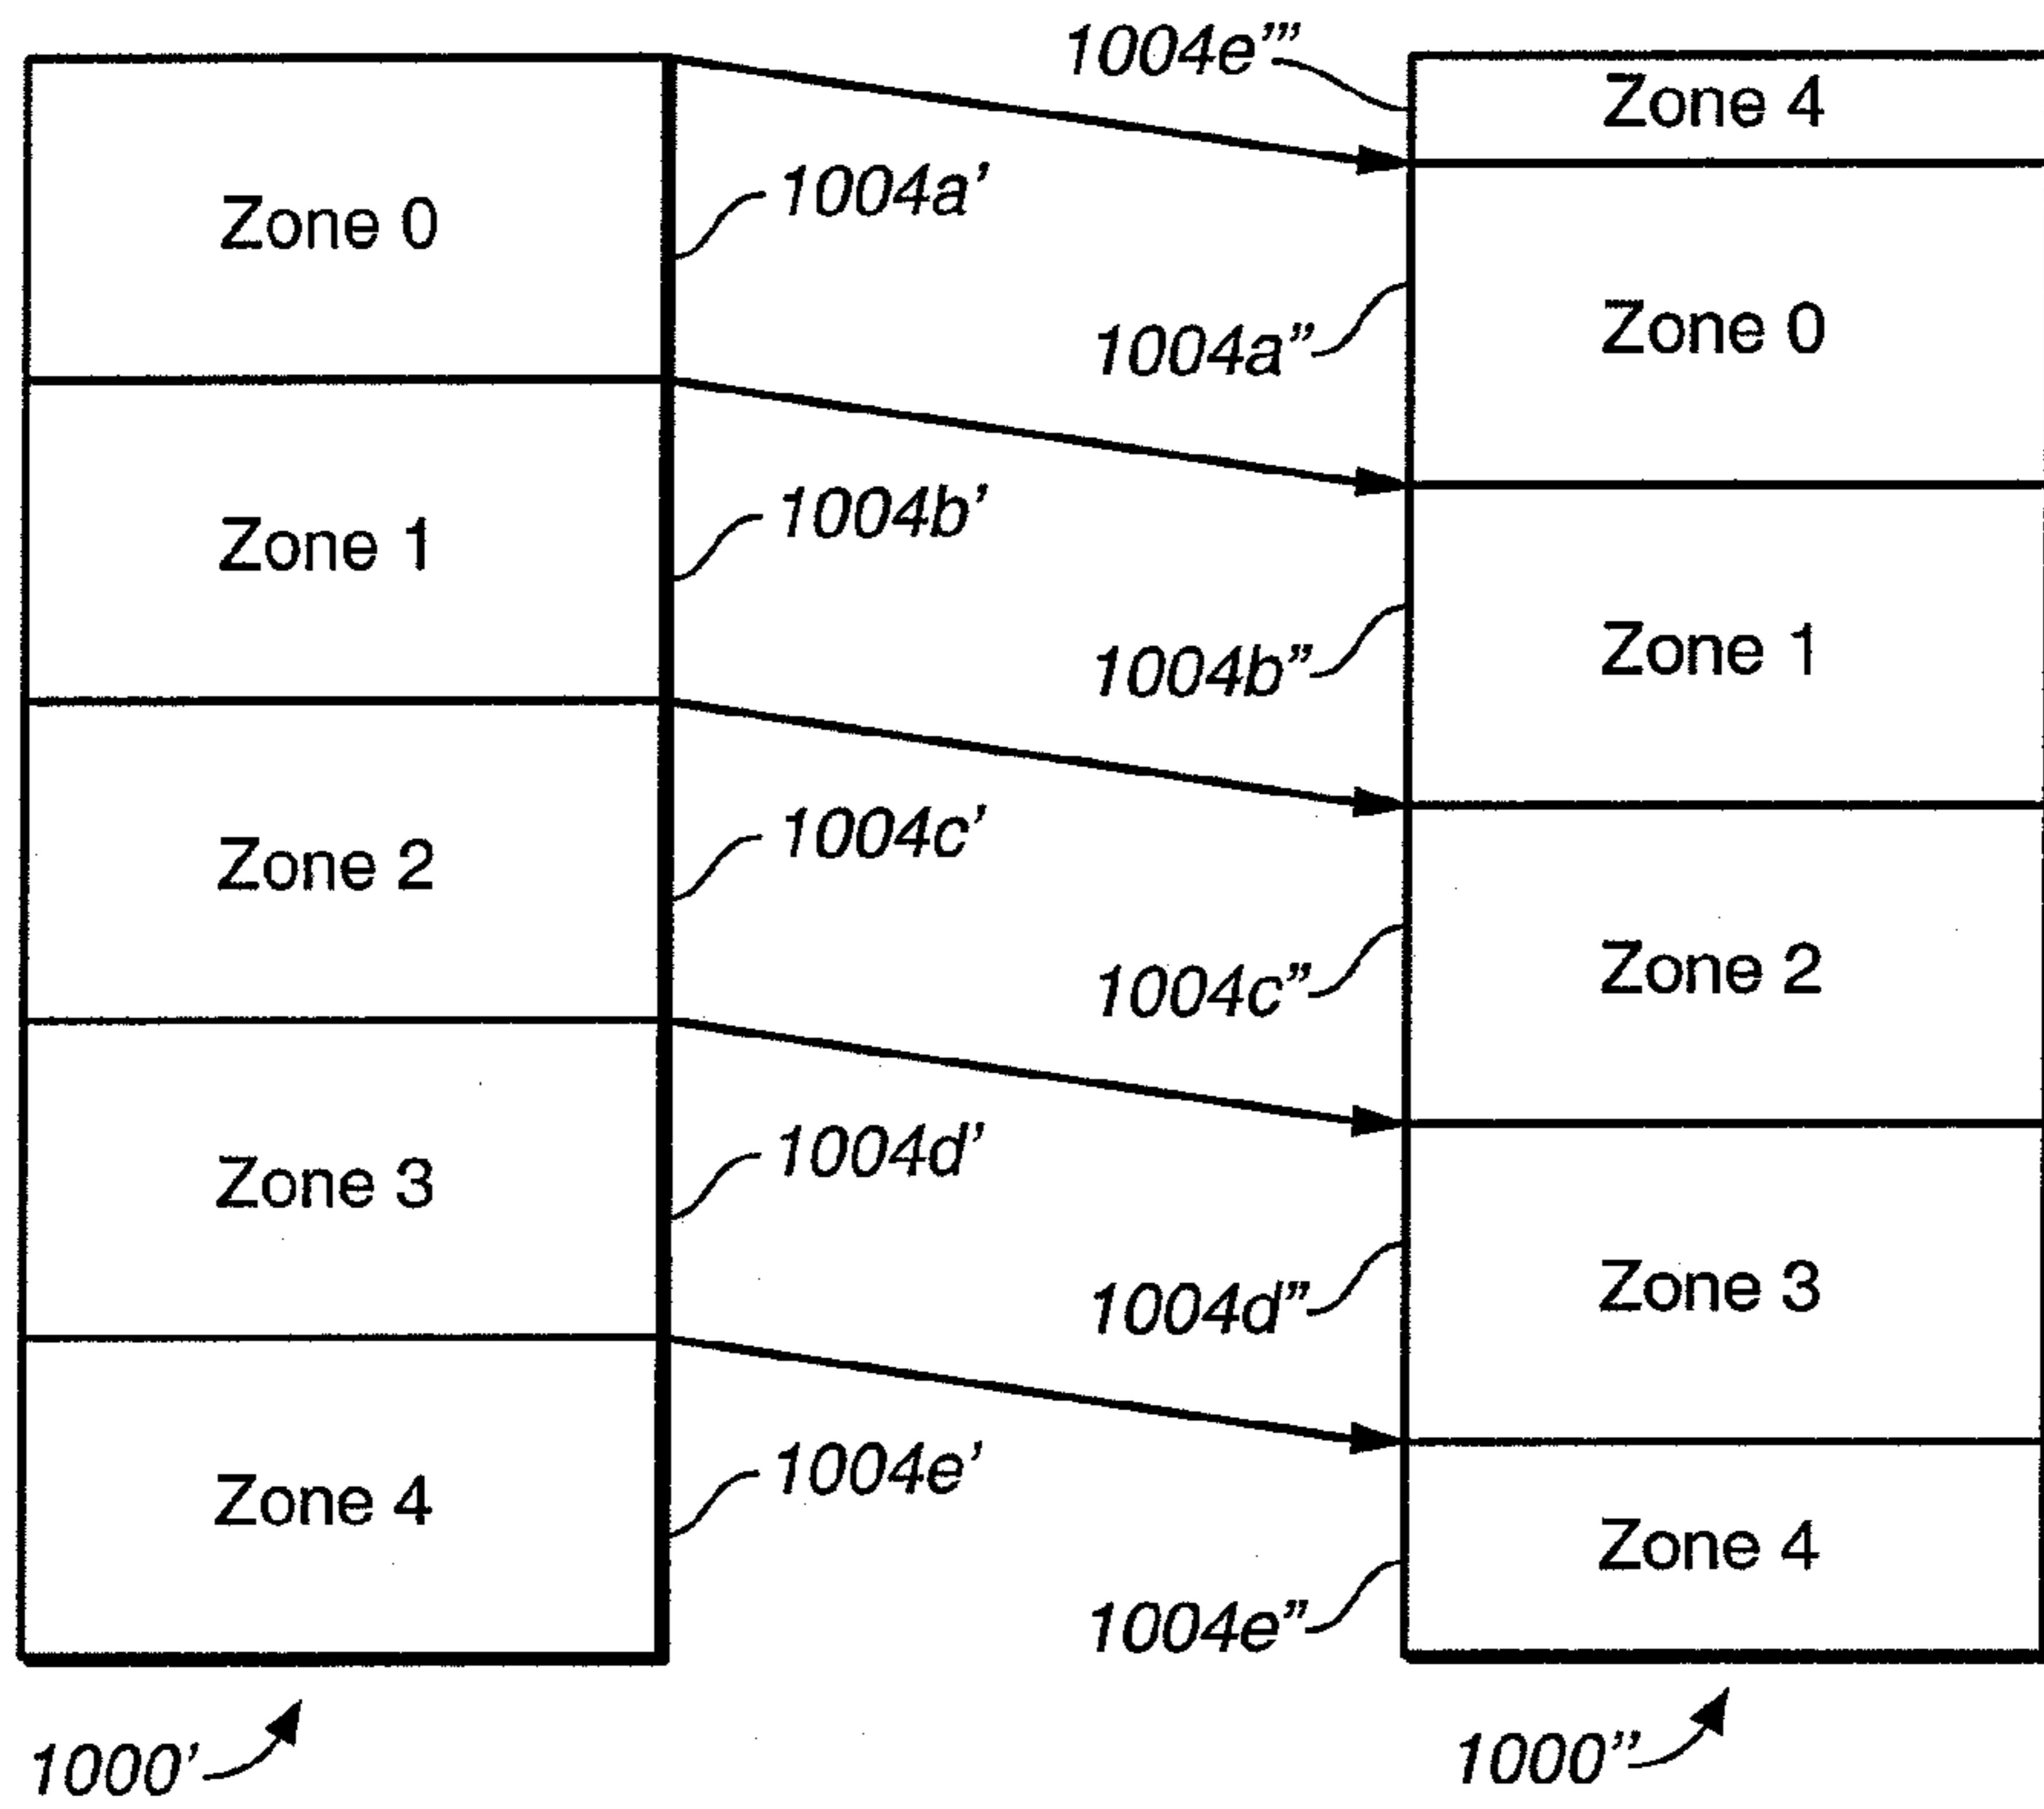 1004e’’’
Zone 4
Zone 0
1004a’
1004a’’
Zone 0
Zone 1
1004b’
1004b’’
Zone 1
Zone 2
1004c’
1004c’’
Zone 2
Zone 3
1004d’
1004d’’
Zone 3
Zone 4
1004e’
1004e’’
Zone 4
1000’
1000’’